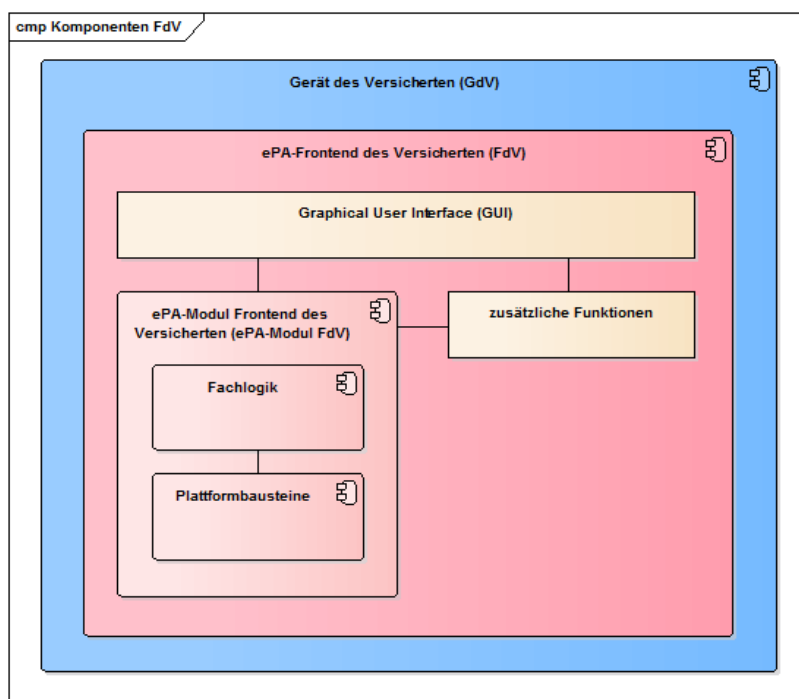 cmp Komponenten FdV
Gerät des Versicherten (GdV)
ePA-Frontend des Versicherten (FdV)
Graphical User Interface (GUI)
ePA-Modul Frontend des
Versicherten (ePA-Modul FdV)
zusätzliche Funktionen
Fachlogik
Plattformbausteine